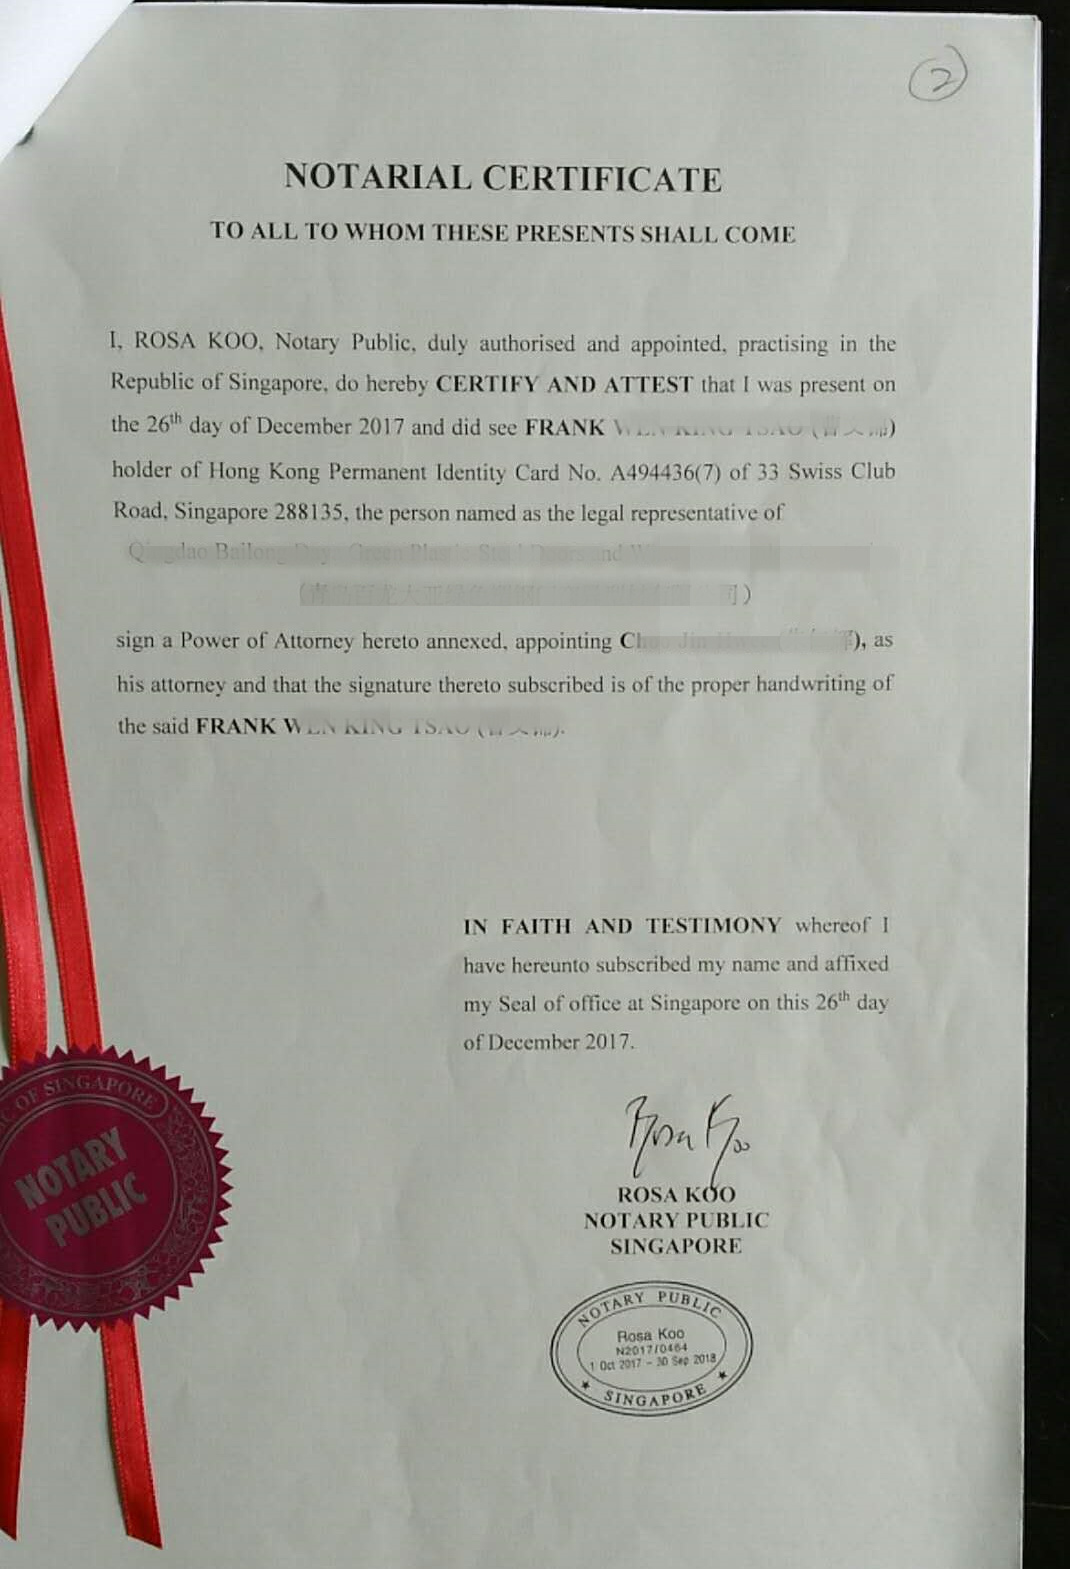 2
NOTARIAL CERTIFICATE
TO ALL TO WHOM THESE PRESENTS SHALL COME
I, ROSA KOO, Notary Public, duly authorised and appointed, practising in the
Republic of Singapore, do hereby CERTIFY AND ATTEST that I was present on
the 26th day of December 2017 and did see FRANK
holder of Hong Kong Permanent Identity Card No. A494436(7) of 33 Swiss Club
Road, Singapore 288135, the person named as the legal representative of
sign a Power of Attorney hereto annexed, appointing , as
his attorney and that the signature thereto subscribed is of the proper handwriting of
the said FRANK
IN FAITH AND TESTIMONY whereof I
have hereunto subscribed my name and affixed
my Seal of office at Singapore on this 26th day
of December 2017.
Rosa Koo
ROSA KOO
NOTARY PUBLIC
SINGAPORE
NOTARY PUBLIC
Rosa Koo
N2017/0464
1 Oct 2017 - 30 Sep 2018
SINGAPORE
OF SINGAPORE
NOTARY
PUBLIC